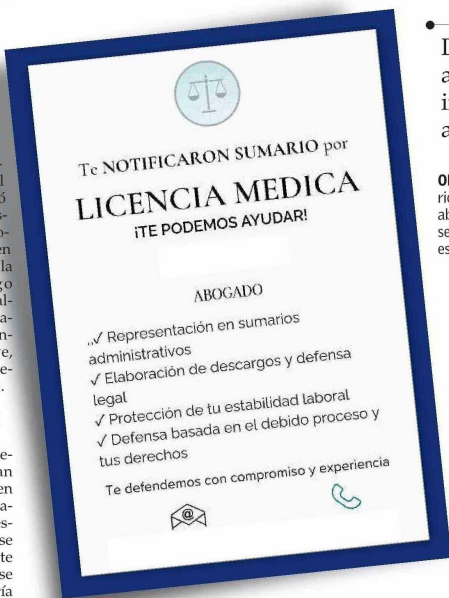 Te NOTIFICARON SUMARIO por
LICENCIA MEDICA
¡TE PODEMOS AYUDAR!
ABOGADO
..✓ Representación en sumarios
administrativos
✓ Elaboración de descargos y defensa
legal
✓ Protección de tu estabilidad laboral
✓ Defensa basada en el debido proceso y
tus derechos
Te defendemos con compromiso y experiencia
@